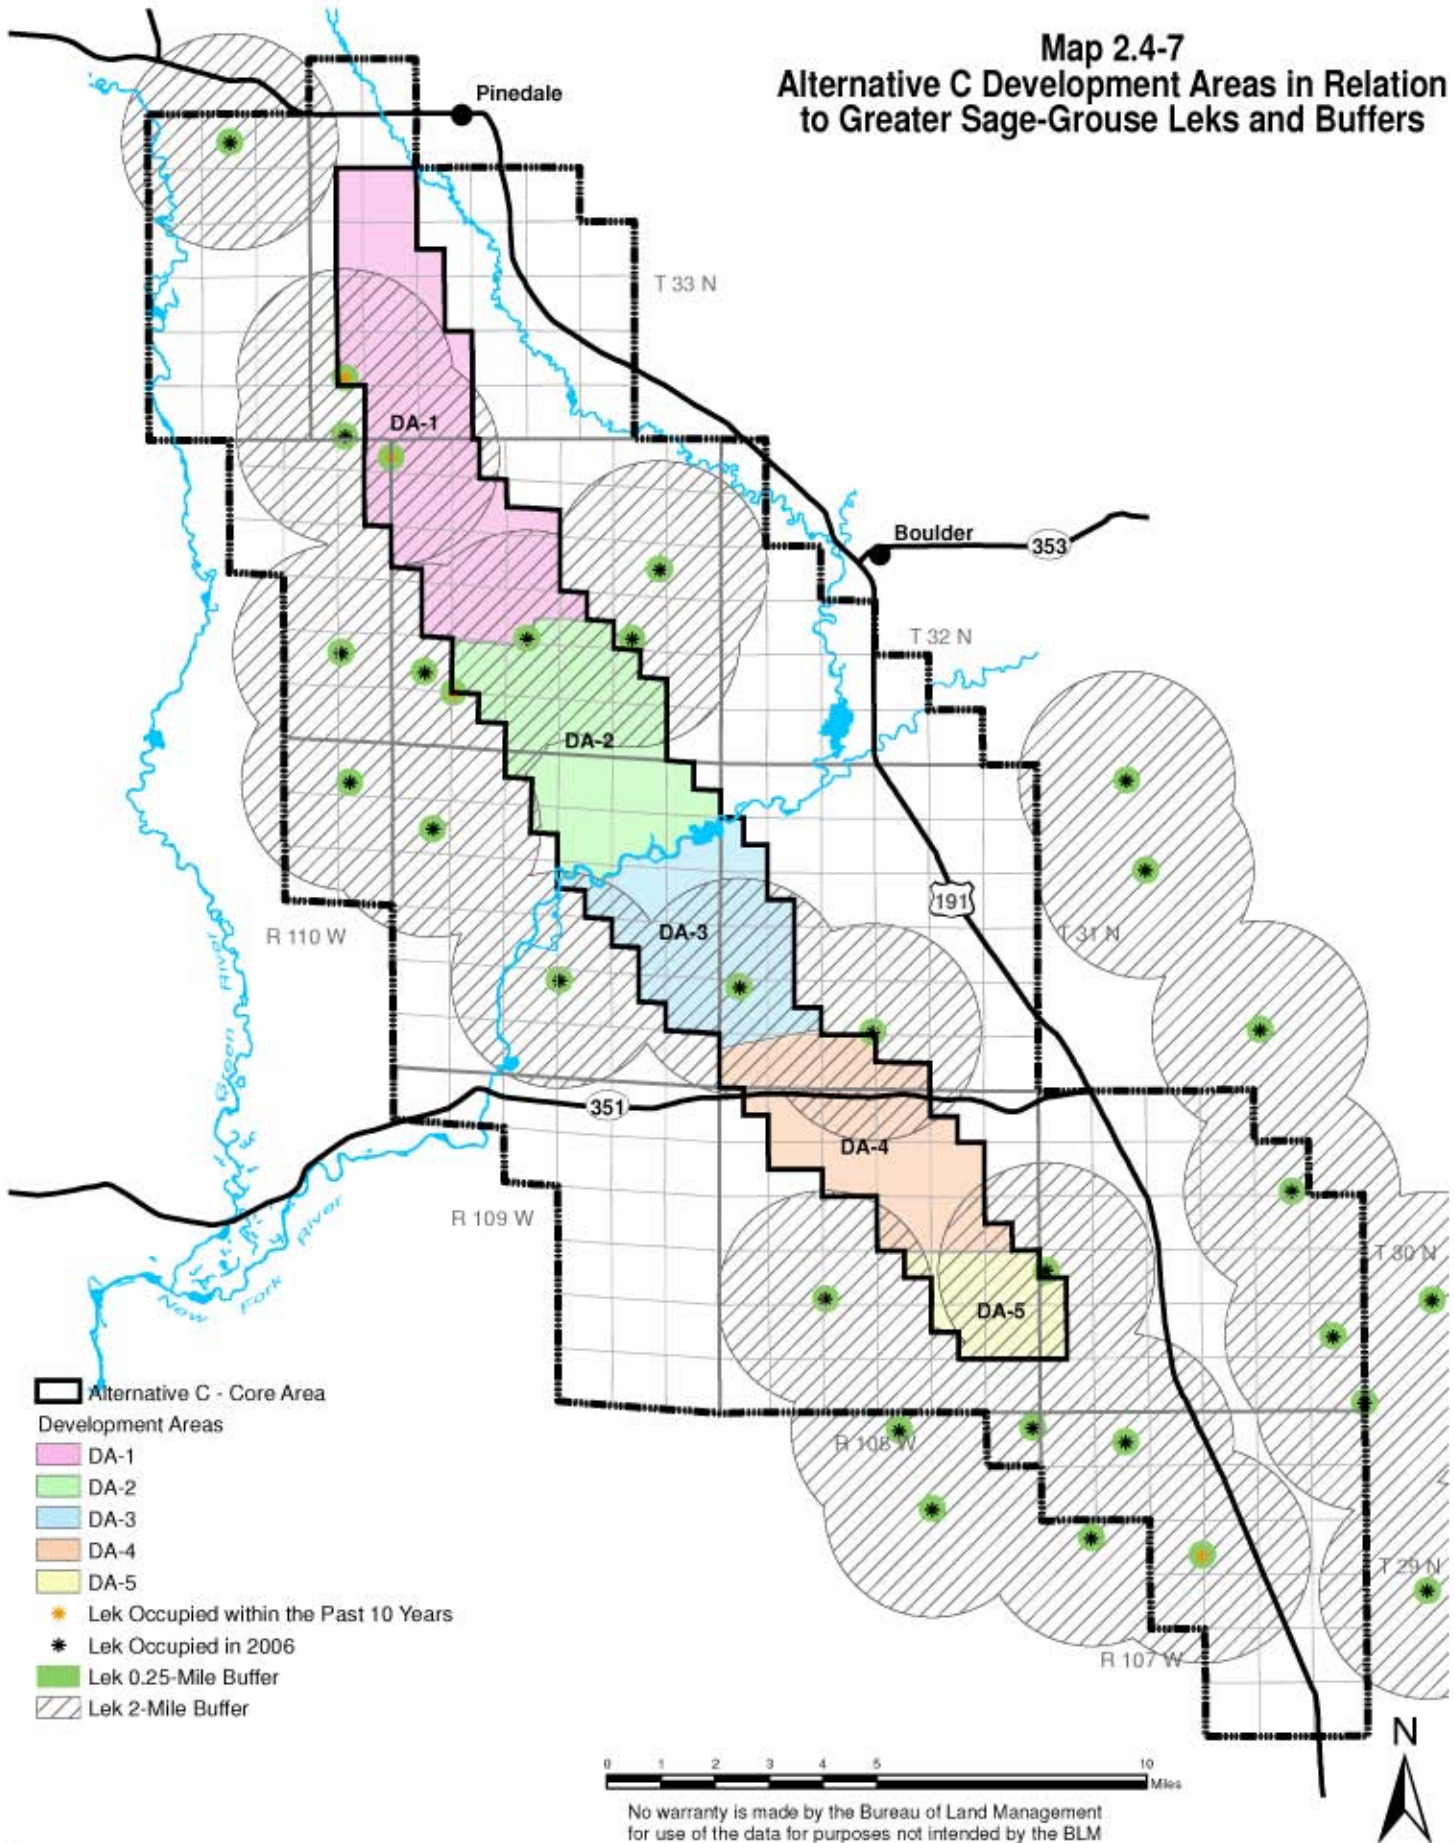 Map 2.4-7
Alternative C Development Areas in Relation
to Greater Sage-Grouse Leks and Buffers
Pinedale
T 33 N
DA-1
Boulder
353
T 32 N
DA-2
191
R 110 W
DA-3
T 31 N
River
Green
351
DA-4
R 109 W
River
Fork
New
T 30 N
DA-5
R 108 W
T 29 N
R 107 W
Alternative C - Core Area
Development Areas
DA-1
DA-2
DA-3
DA-4
DA-5
Lek Occupied within the Past 10 Years
Lek Occupied in 2006
Lek 0.25-Mile Buffer
Lek 2-Mile Buffer
N
0 1 2 3 4 5 10
Miles
No warranty is made by the Bureau of Land Management
for use of the data for purposes not intended by the BLM